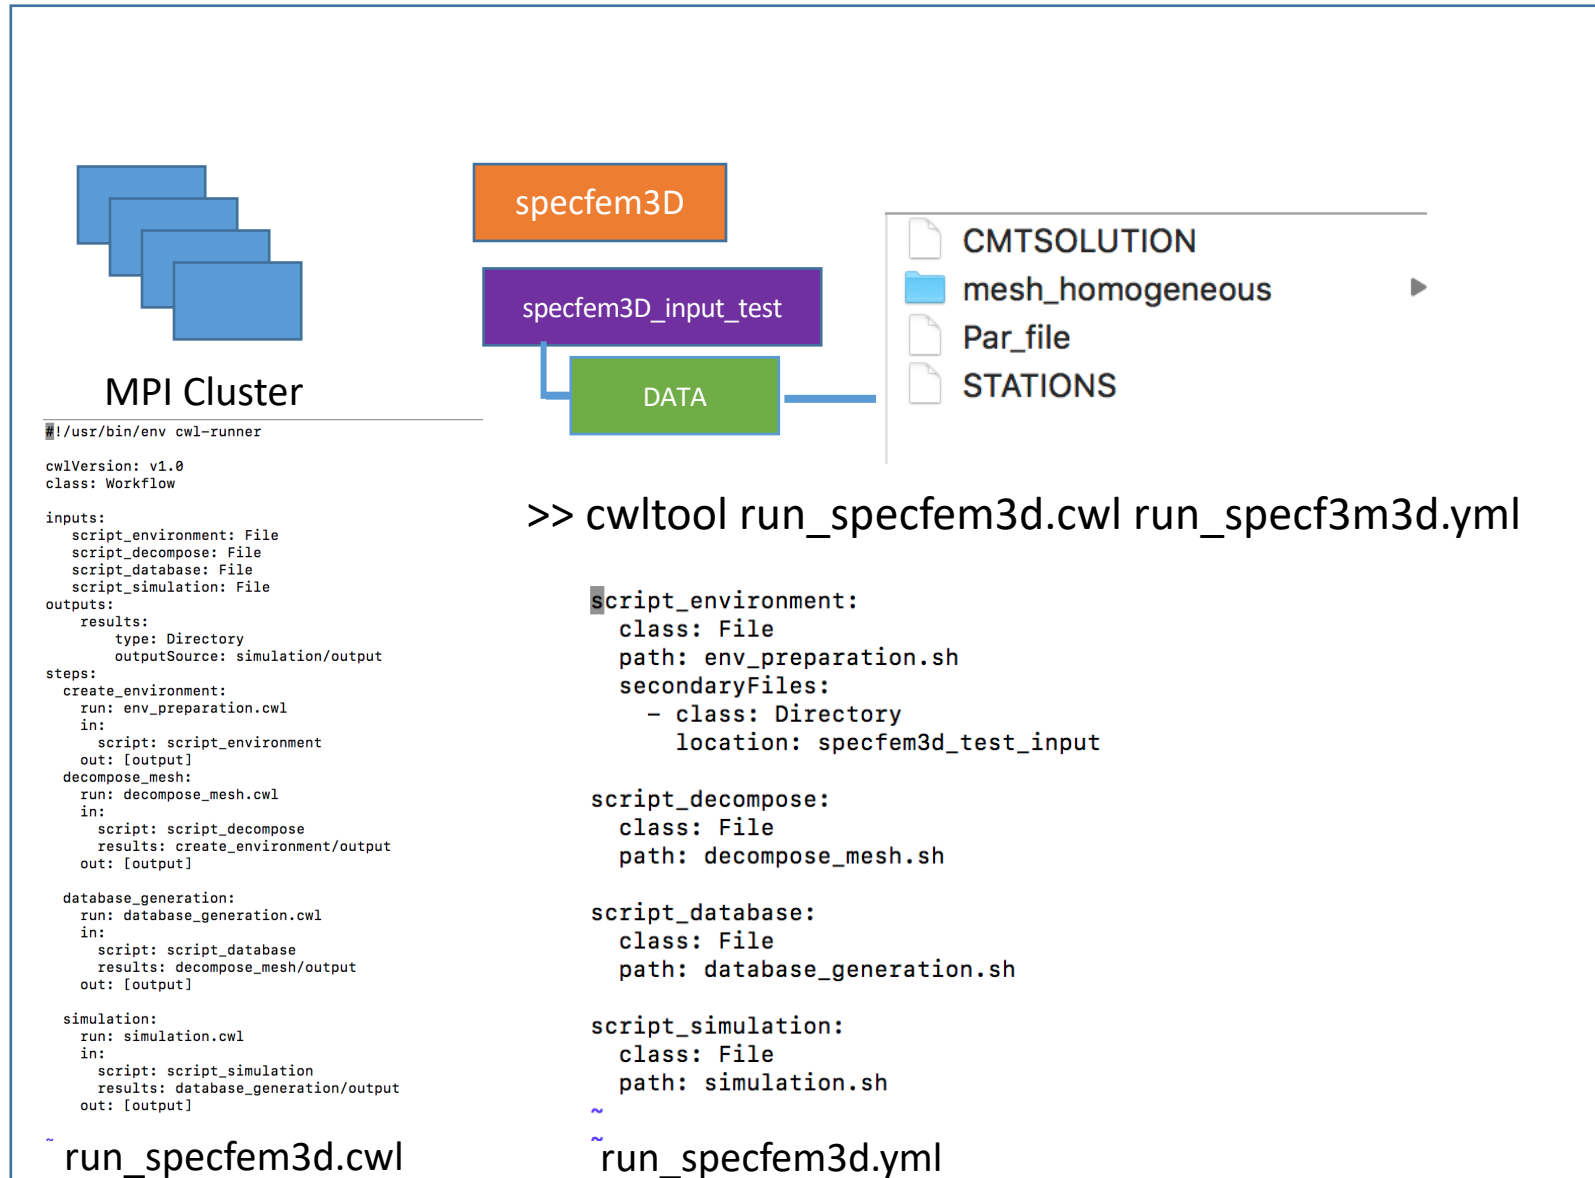 specfem3D
specfem3D_input_test
DATA
CMTSOLUTION
mesh_homogeneous
Par_file
STATIONS
MPI Cluster
#!/usr/bin/env cwl-runner
cwlVersion: v1.0
class: Workflow
inputs:
script_environment: File
script_decompose: File
script_database: File
script_simulation: File
outputs:
results:
type: Directory
outputSource: simulation/output
steps:
create_environment:
run: env_preparation.cwl
in:
script: script_environment
out: [output]
decompose_mesh:
run: decompose_mesh.cwl
in:
script: script_decompose
results: create_environment/output
out: [output]
database_generation:
run: database_generation.cwl
in:
script: script_database
results: decompose_mesh/output
out: [output]
simulation:
run: simulation.cwl
in:
script: script_simulation
results: database_generation/output
out: [output]
~
run_specfem3d.cwl
>> cwltool run_specfem3d.cwl run_specf3m3d.yml
script_environment:
class: File
path: env_preparation.sh
secondaryFiles:
- class: Directory
location: specfem3d_test_input
script_decompose:
class: File
path: decompose_mesh.sh
script_database:
class: File
path: database_generation.sh
script_simulation:
class: File
path: simulation.sh
~
~
run_specfem3d.yml